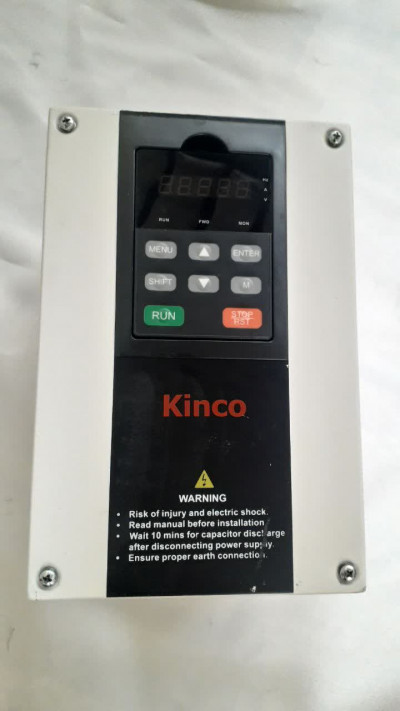 Hz
A
V
RUN FWD MON
MENU ENTER
SHIFT M
RUN STOP
RST
Kinco
WARNING
• Risk of injury and electric shock.
• Read manual before installation
• Wait 10 mins for capacitor discharge
after disconnecting power supply.
• Ensure proper earth connection.